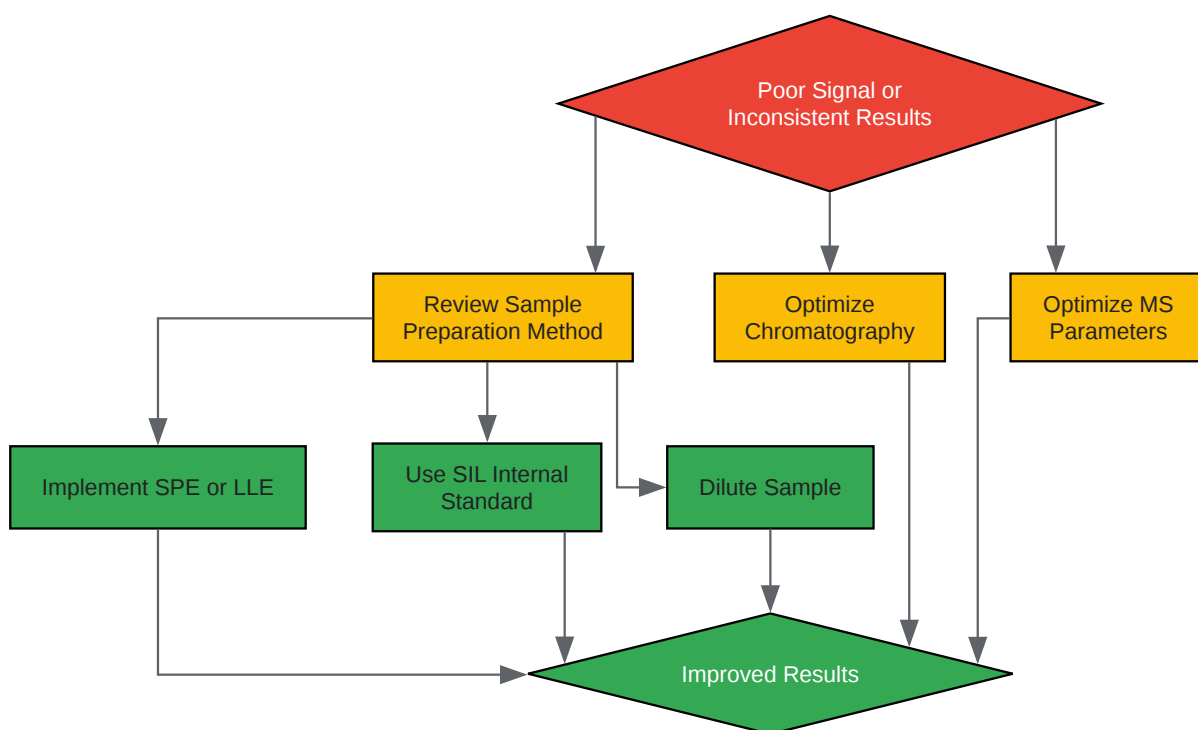 Poor Signal or
Inconsistent Results
Review Sample
Preparation Method
Optimize
Chromatography
Optimize MS
Parameters
Implement SPE or LLE
Use SIL Internal
Standard
Dilute Sample
Improved Results